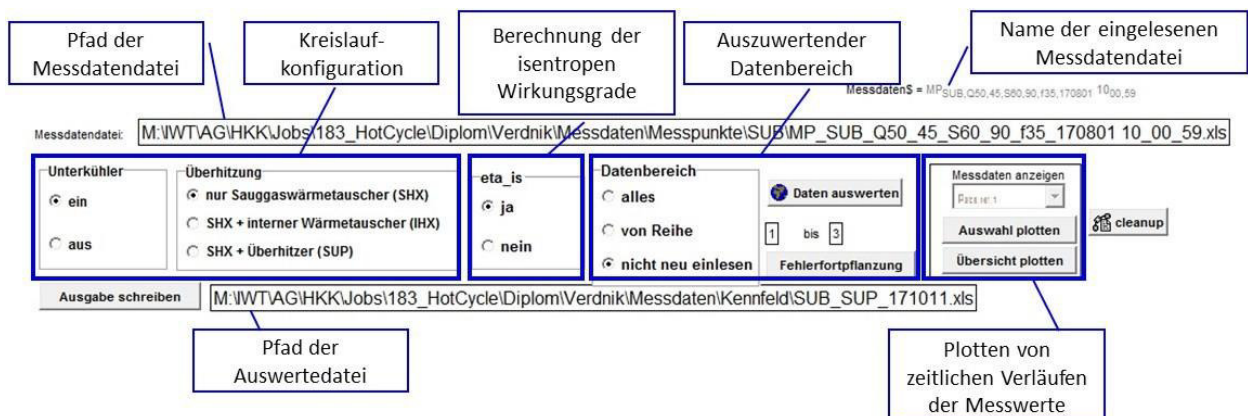 Pfad der
Messdatendatei
Kreislauf-
konfiguration
Berechnung der
isentropen
Wirkungsgrade
Auszuwertender
Datenbereich
Name der eingelesenen
Messdatendatei
Messdaten$ = MPSUB,Q50,45,S60,90,f35,170801 1000,59
Messdatendatei: M:\IWT\AG\HKK\Jobs\183_HotCycle\Diplom\Verdnik\Messdaten\Messpunkte\SUB\MP_SUB_Q50_45_S60_90_f35_170801 10_00_59.xls
Unterkühler
ein
aus
Überhitzung
nur Sauggaswärmetauscher (SHX)
SHX + interner Wärmetauscher (IHX)
SHX + Überhitzer (SUP)
eta_is
ja
nein
Datenbereich
alles
von Reihe
nicht neu einlesen
Daten auswerten
1 bis 3
Fehlerfortpflanzung
Messdaten anzeigen
Auswahl plotten
Übersicht plotten
cleanup
Ausgabe schreiben M:\IWT\AG\HKK\Jobs\183_HotCycle\Diplom\Verdnik\Messdaten\Kennfeld\SUB_SUP_171011.xls
Pfad der
Auswertedatei
Plotten von
zeitlichen Verläufen
der Messwerte